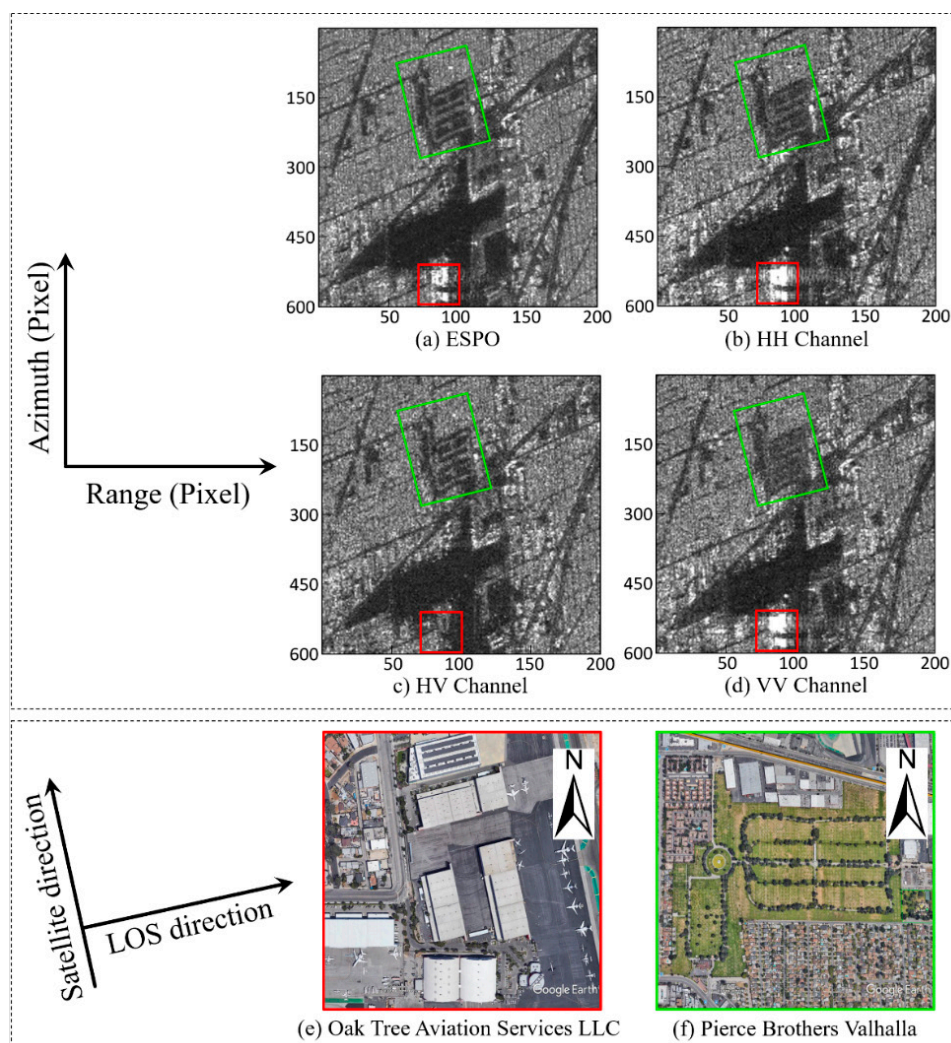 150
300
450
600
50
100
150
200
(a) ESPO
150
300
450
600
50
100
150
200
(b) HH Channel
Azimuth (Pixel)
Range (Pixel)
150
300
450
600
50
100
150
200
c) HV Channel
150
300
450
600
50
100
150
200
(d) VV Channel
Satellite direction
LOS direction
N
Google Earth
(e) Oak Tree Aviation Services LLC
N
Google Earth
(f) Pierce Brothers Valhalla